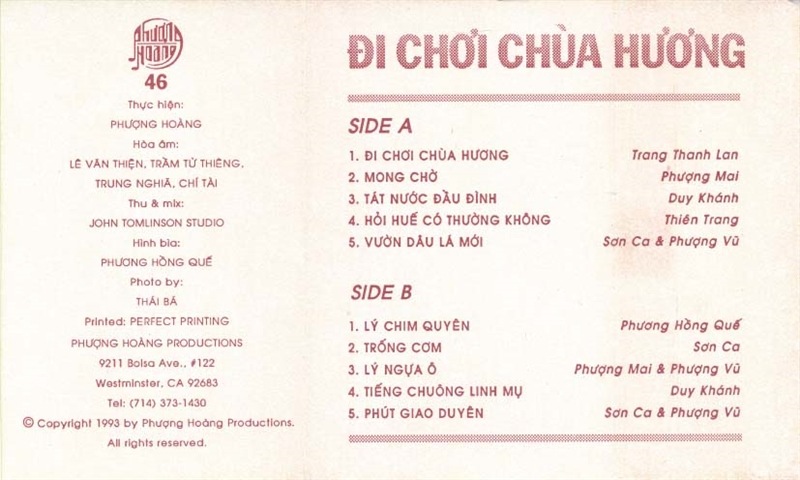 Phượng Hoàng
46
Thực hiện:
PHƯỢNG HOÀNG
Hòa âm:
LÊ VĂN THIỆN, TRẦM TỬ THIÊNG,
TRUNG NGHIÃ, CHÍ TÀI
Thu & mix:
JOHN TOMLINSON STUDIO
Hình bìa:
PHƯƠNG HỒNG QUẾ
Photo by:
THÁI BÁ
Printed: PERFECT PRINTING
PHƯỢNG HOÀNG PRODUCTIONS
9211 Bolsa Ave., #122
Westminster, CA 92683
Tel: (714) 373-1430
© Copyright 1993 by Phượng Hoàng Productions.
All rights reserved.
ĐI CHƠI CHÙA HƯƠNG
SIDE A
1. ĐI CHƠI CHÙA HƯƠNG Trang Thanh Lan
2. MONG CHỜ Phượng Mai
3. TÁT NƯỚC ĐẦU ĐÌNH Duy Khánh
4. HỎI HUẾ CÓ THƯỜNG KHÔNG Thiên Trang
5. VƯỜN DÂU LÁ MỚI Sơn Ca & Phượng Vũ
SIDE B
1. LÝ CHIM QUYÊN Phương Hồng Quế
2. TRỐNG CƠM Sơn Ca
3. LÝ NGỰA Ô Phượng Mai & Phượng Vũ
4. TIẾNG CHUÔNG LINH MỤ Duy Khánh
5. PHÚT GIAO DUYÊN Sơn Ca & Phượng Vũ